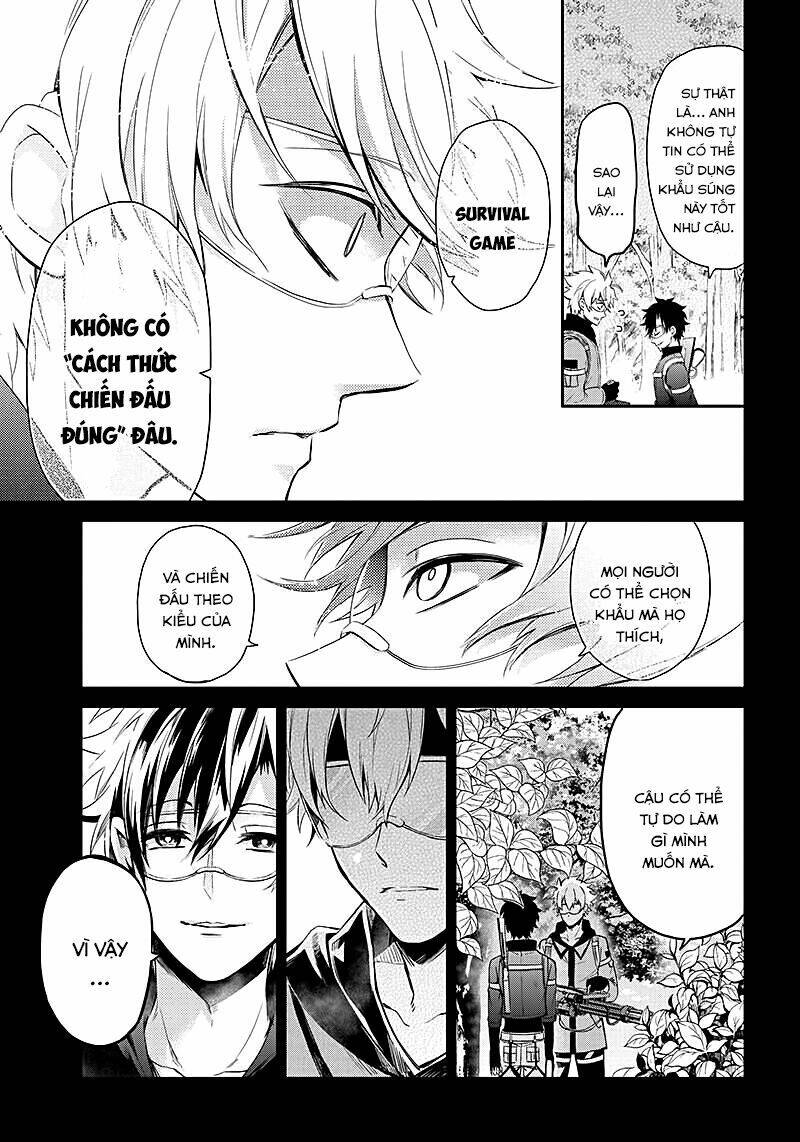 SỰ THẬT
LÀ... ANH
KHÔNG TỰ
TIN CÓ THỂ
SỬ DỤNG
KHẨU SÚNG
NÀY TỐT
NHƯ CẬU.
SAO
LẠI
VẬY...
SURVIVAL
GAME
KHÔNG CÓ
"CÁCH THỨC
CHIẾN ĐẤU
ĐÚNG" ĐÂU.
MỌI NGƯỜI
CÓ THỂ CHỌN
KHẨU MÀ HỌ
THÍCH,
VÀ CHIẾN
ĐẤU THEO
KIỂU CỦA
MÌNH.
CẬU CÓ THỂ
TỰ DO LÀM
GÌ MÌNH
MUỐN MÀ.
VÌ VẬY
...